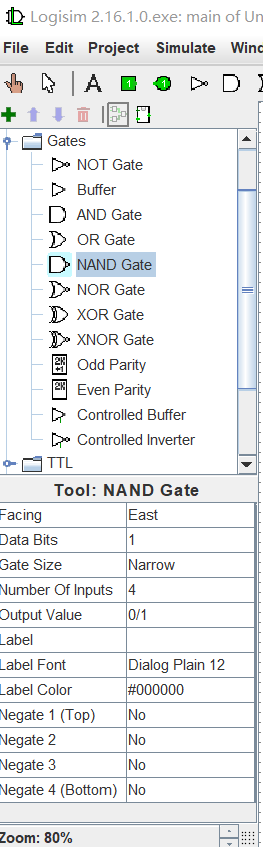 Logisim 2.16.1.0.exe: main of Un
File Edit Project Simulate Wind
A
Gates
NOT Gate
Buffer
AND Gate
OR Gate
NAND Gate
NOR Gate
XOR Gate
XNOR Gate
2K
+1
Odd Parity
2K
Even Parity
Controlled Buffer
Controlled Inverter
TTL
Tool: NAND Gate
Facing East
Data Bits 1
Gate Size Narrow
Number Of Inputs 4
Output Value 0/1
Label
Label Font Dialog Plain 12
Label Color #000000
Negate 1 (Top) No
Negate 2 No
Negate 3 No
Negate 4 (Bottom) No
Zoom: 80%